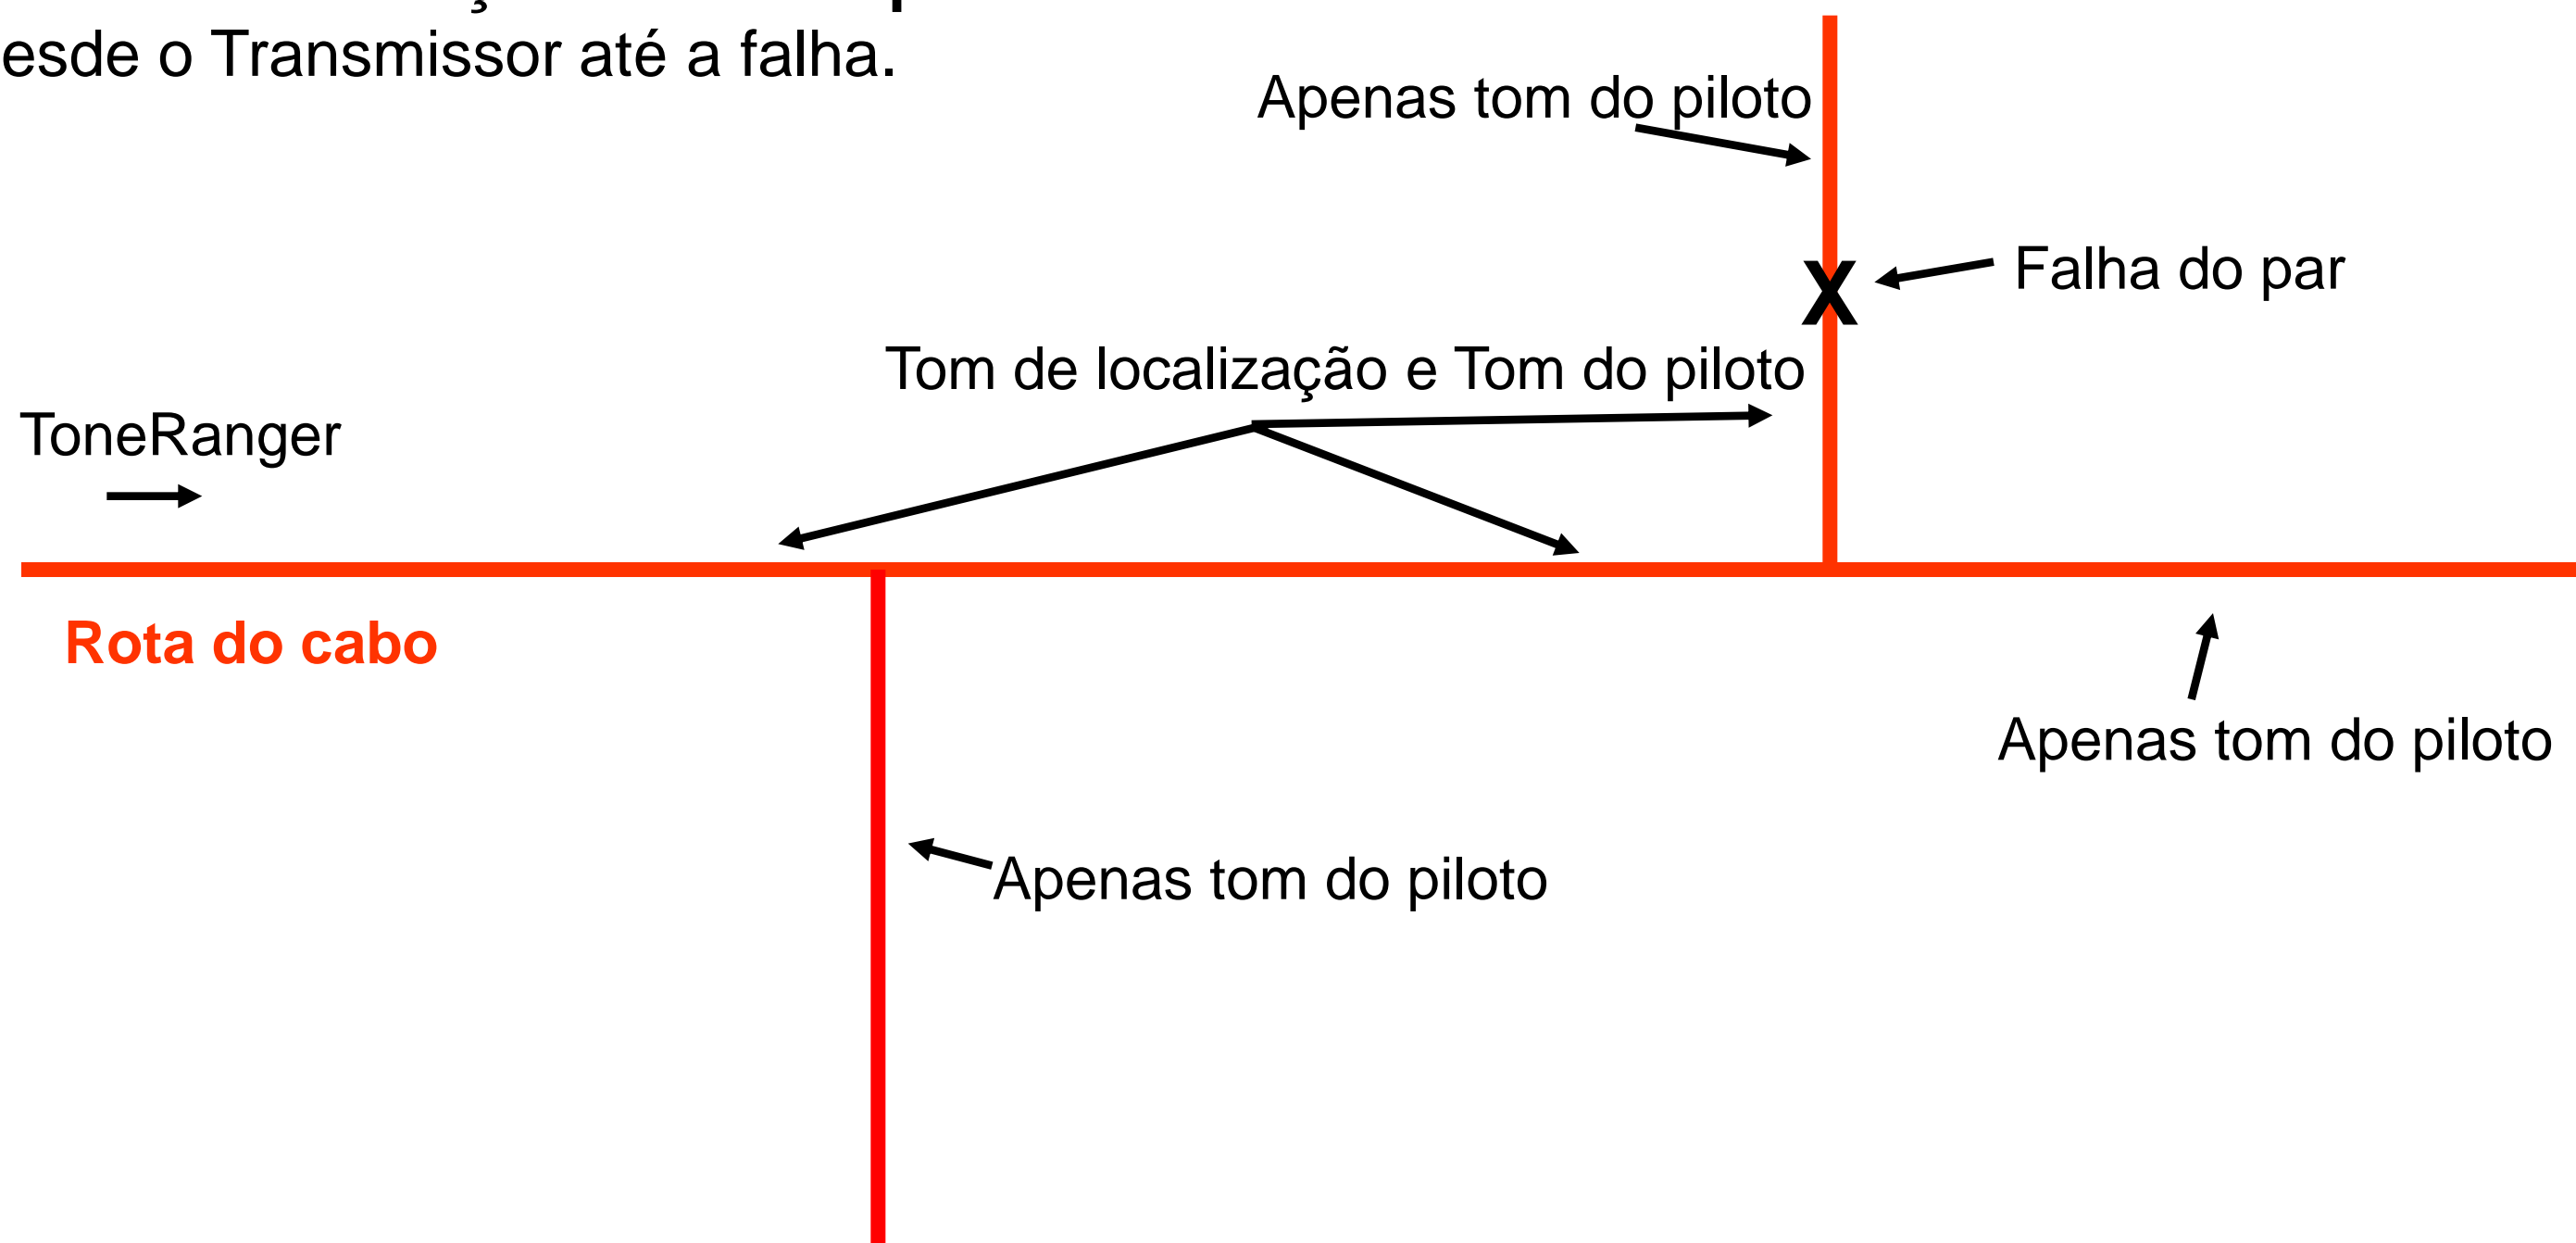 esde o Transmissor até a falha.
Apenas tom do piloto
X
Falha do par
Tom de localização e Tom do piloto
ToneRanger
Rota do cabo
Apenas tom do piloto
Apenas tom do piloto